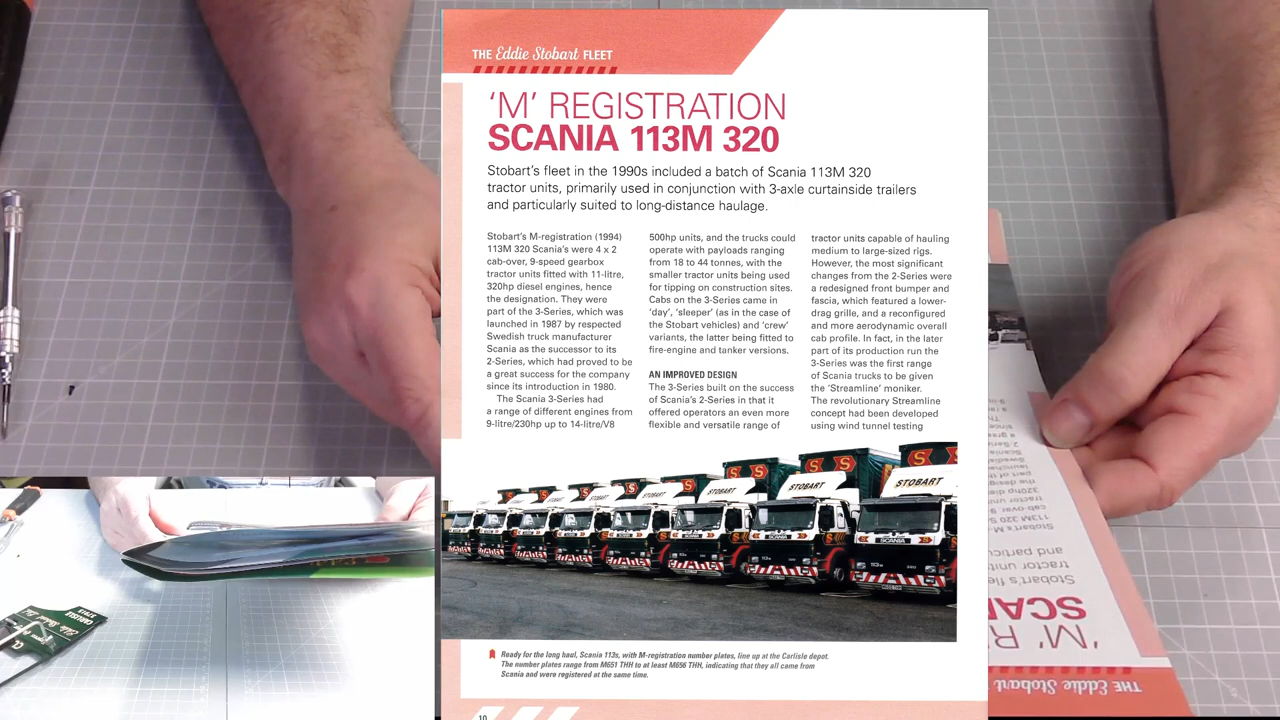 THE Eddie Stobart FLEET
'M' REGISTRATION
SCANIA 113M 320
Stobart's fleet in the 1990s included a batch of Scania 113M 320
tractor units, primarily used in conjunction with 3-axle curtainside trailers
and particularly suited to long-distance haulage.
Stobart's M-registration (1994)
113M 320 Scania's were 4 x 2
cab-over, 9-speed gearbox
tractor units fitted with 11-litre,
320hp diesel engines, hence
the designation. They were
part of the 3-Series, which was
launched in 1987 by respected
Swedish truck manufacturer
Scania as the successor to its
2-Series, which had proved to be
a great success for the company
since its introduction in 1980.
The Scania 3-Series had
a range of different engines from
9-litre/230hp up to 14-litre/V8
500hp units, and the trucks could
operate with payloads ranging
from 18 to 44 tonnes, with the
smaller tractor units being used
for tipping on construction sites.
Cabs on the 3-Series came in
'day', 'sleeper' (as in the case of
the Stobart vehicles) and 'crew'
variants, the latter being fitted to
fire-engine and tanker versions.
AN IMPROVED DESIGN
The 3-Series built on the success
of Scania's 2-Series in that it
offered operators an even more
flexible and versatile range of
tractor units capable of hauling
medium to large-sized rigs.
However, the most significant
changes from the 2-Series were
a redesigned front bumper and
fascia, which featured a lower-
drag grille, and a reconfigured
and more aerodynamic overall
cab profile. In fact, in the later
part of its production run the
3-Series was the first range
of Scania trucks to be given
the 'Streamline' moniker.
The revolutionary Streamline
concept had been developed
using wind tunnel testing
STOBART
STOBART
STOBART
SCANIA
SCANIA
SCANIA
Ready for the long haul, Scania 113s, with M-registration number plates, line up at the Carlisle depot.
The number plates range from M651 THH to at least M656 THH, indicating that they all came from
Scania and were registered at the same time.
10
THE Eddie Stobart
'M' R
SCAN
Stobart's fle
tractor units
and particu
CARLISLE